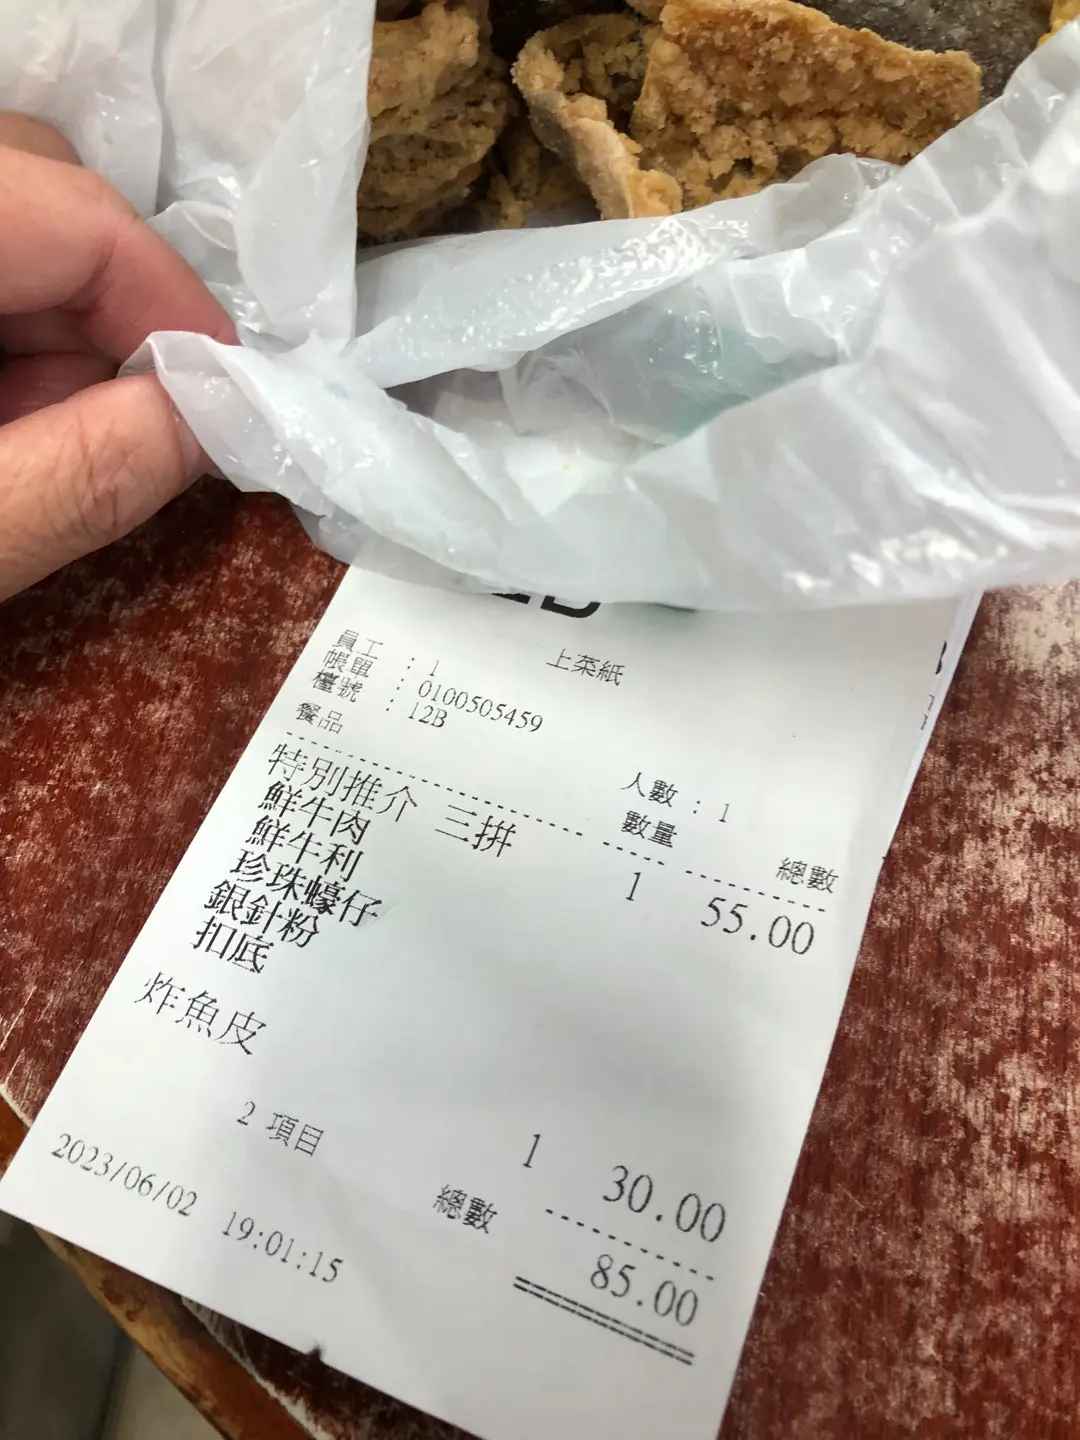 上菜紙
員工 : 1
帳單 : 0100505459
檯號 : 12B
人數 : 1
餐品 數量 總數
特別推介 三拼 1 55.00
鮮牛肉
鮮牛利
珍珠蠔仔
銀針粉
扣底
炸魚皮 1 30.00
2 項目 總數 85.00
2023/06/02 19:01:15